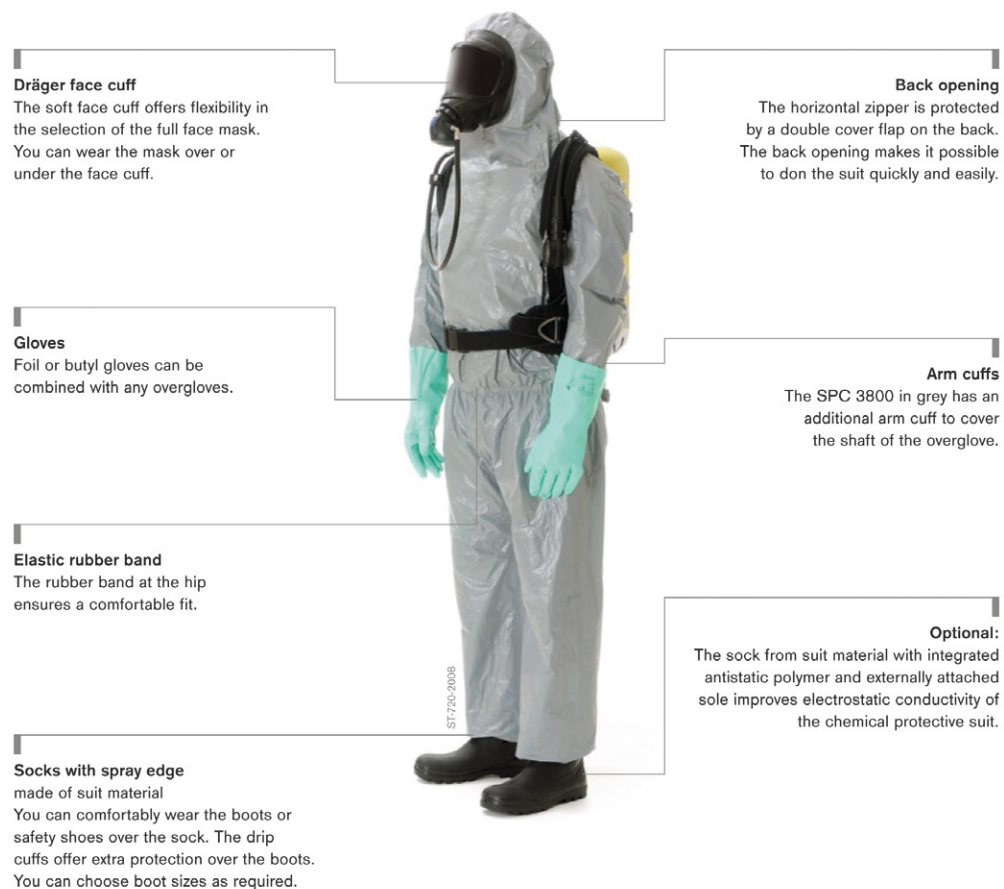 Dräger face cuff
The soft face cuff offers flexibility in
the selection of the full face mask.
You can wear the mask over or
under the face cuff.
Back opening
The horizontal zipper is protected
by a double cover flap on the back.
The back opening makes it possible
to don the suit quickly and easily.
Gloves
Foil or butyl gloves can be
combined with any overgloves.
Arm cuffs
The SPC 3800 in grey has an
additional arm cuff to cover
the shaft of the overglove.
Elastic rubber band
The rubber band at the hip
ensures a comfortable fit.
Optional:
The sock from suit material with integrated
antistatic polymer and externally attached
sole improves electrostatic conductivity of
the chemical protective suit.
ST-720-2008
Socks with spray edge
made of suit material
You can comfortably wear the boots or
safety shoes over the sock. The drip
cuffs offer extra protection over the boots.
You can choose boot sizes as required.